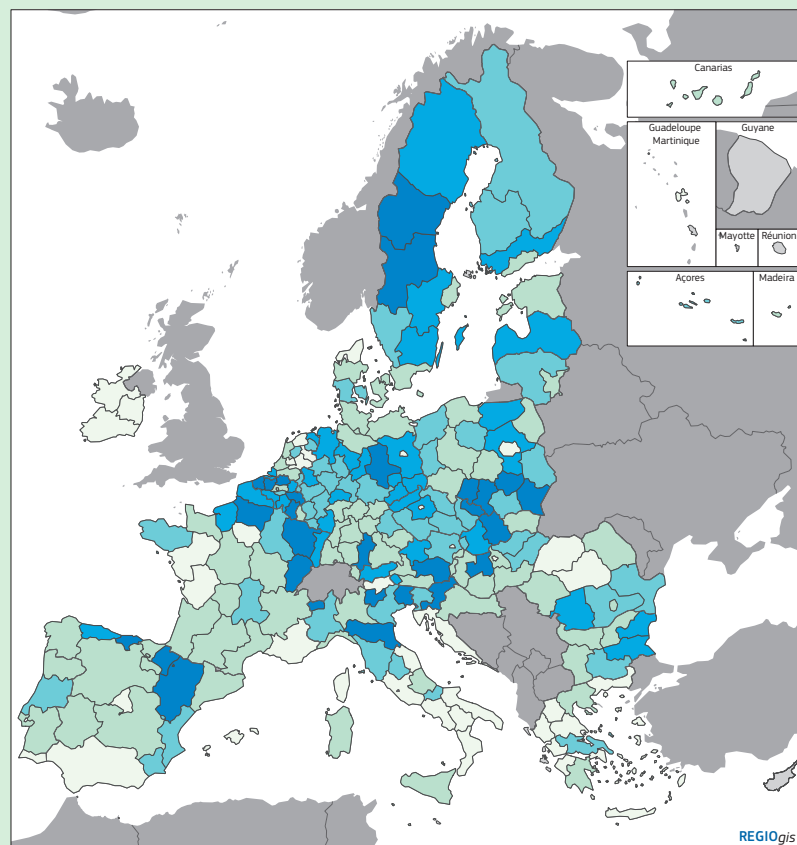 Canarias
Guadeloupe
Martinique
Guyane
Mayotte
Réunion
Açores
Madeira
REGIOgis